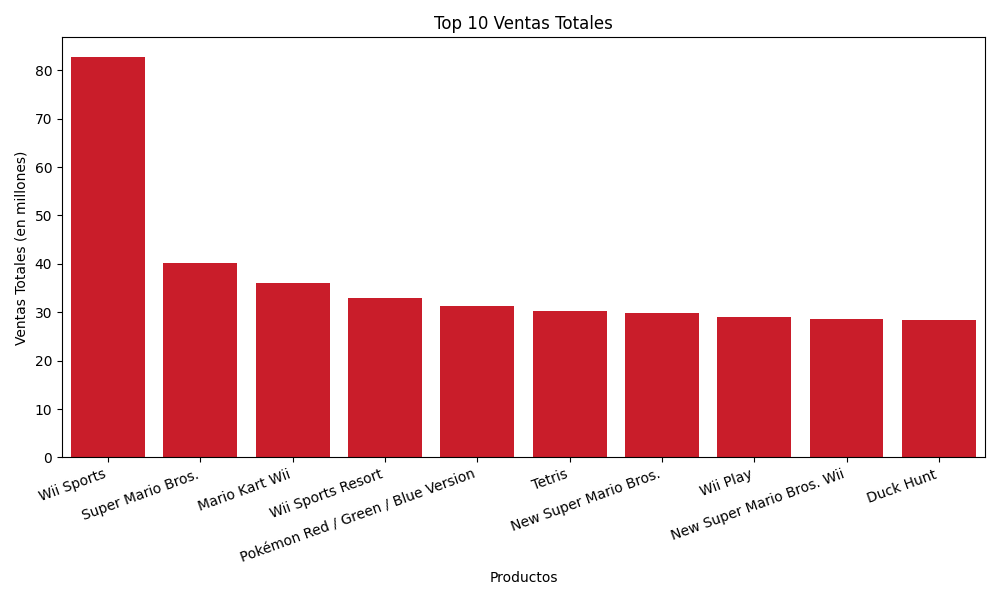 Top 10 Ventas Totales
Ventas Totales (en millones)
80
70
60
50
40
30
20
10
0
Wii Sports
Super Mario Bros.
Mario Kart Wii
Wii Sports Resort
Pokémon Red / Green / Blue Version
Tetris
New Super Mario Bros.
Wii Play
New Super Mario Bros. Wii
Duck Hunt
Productos